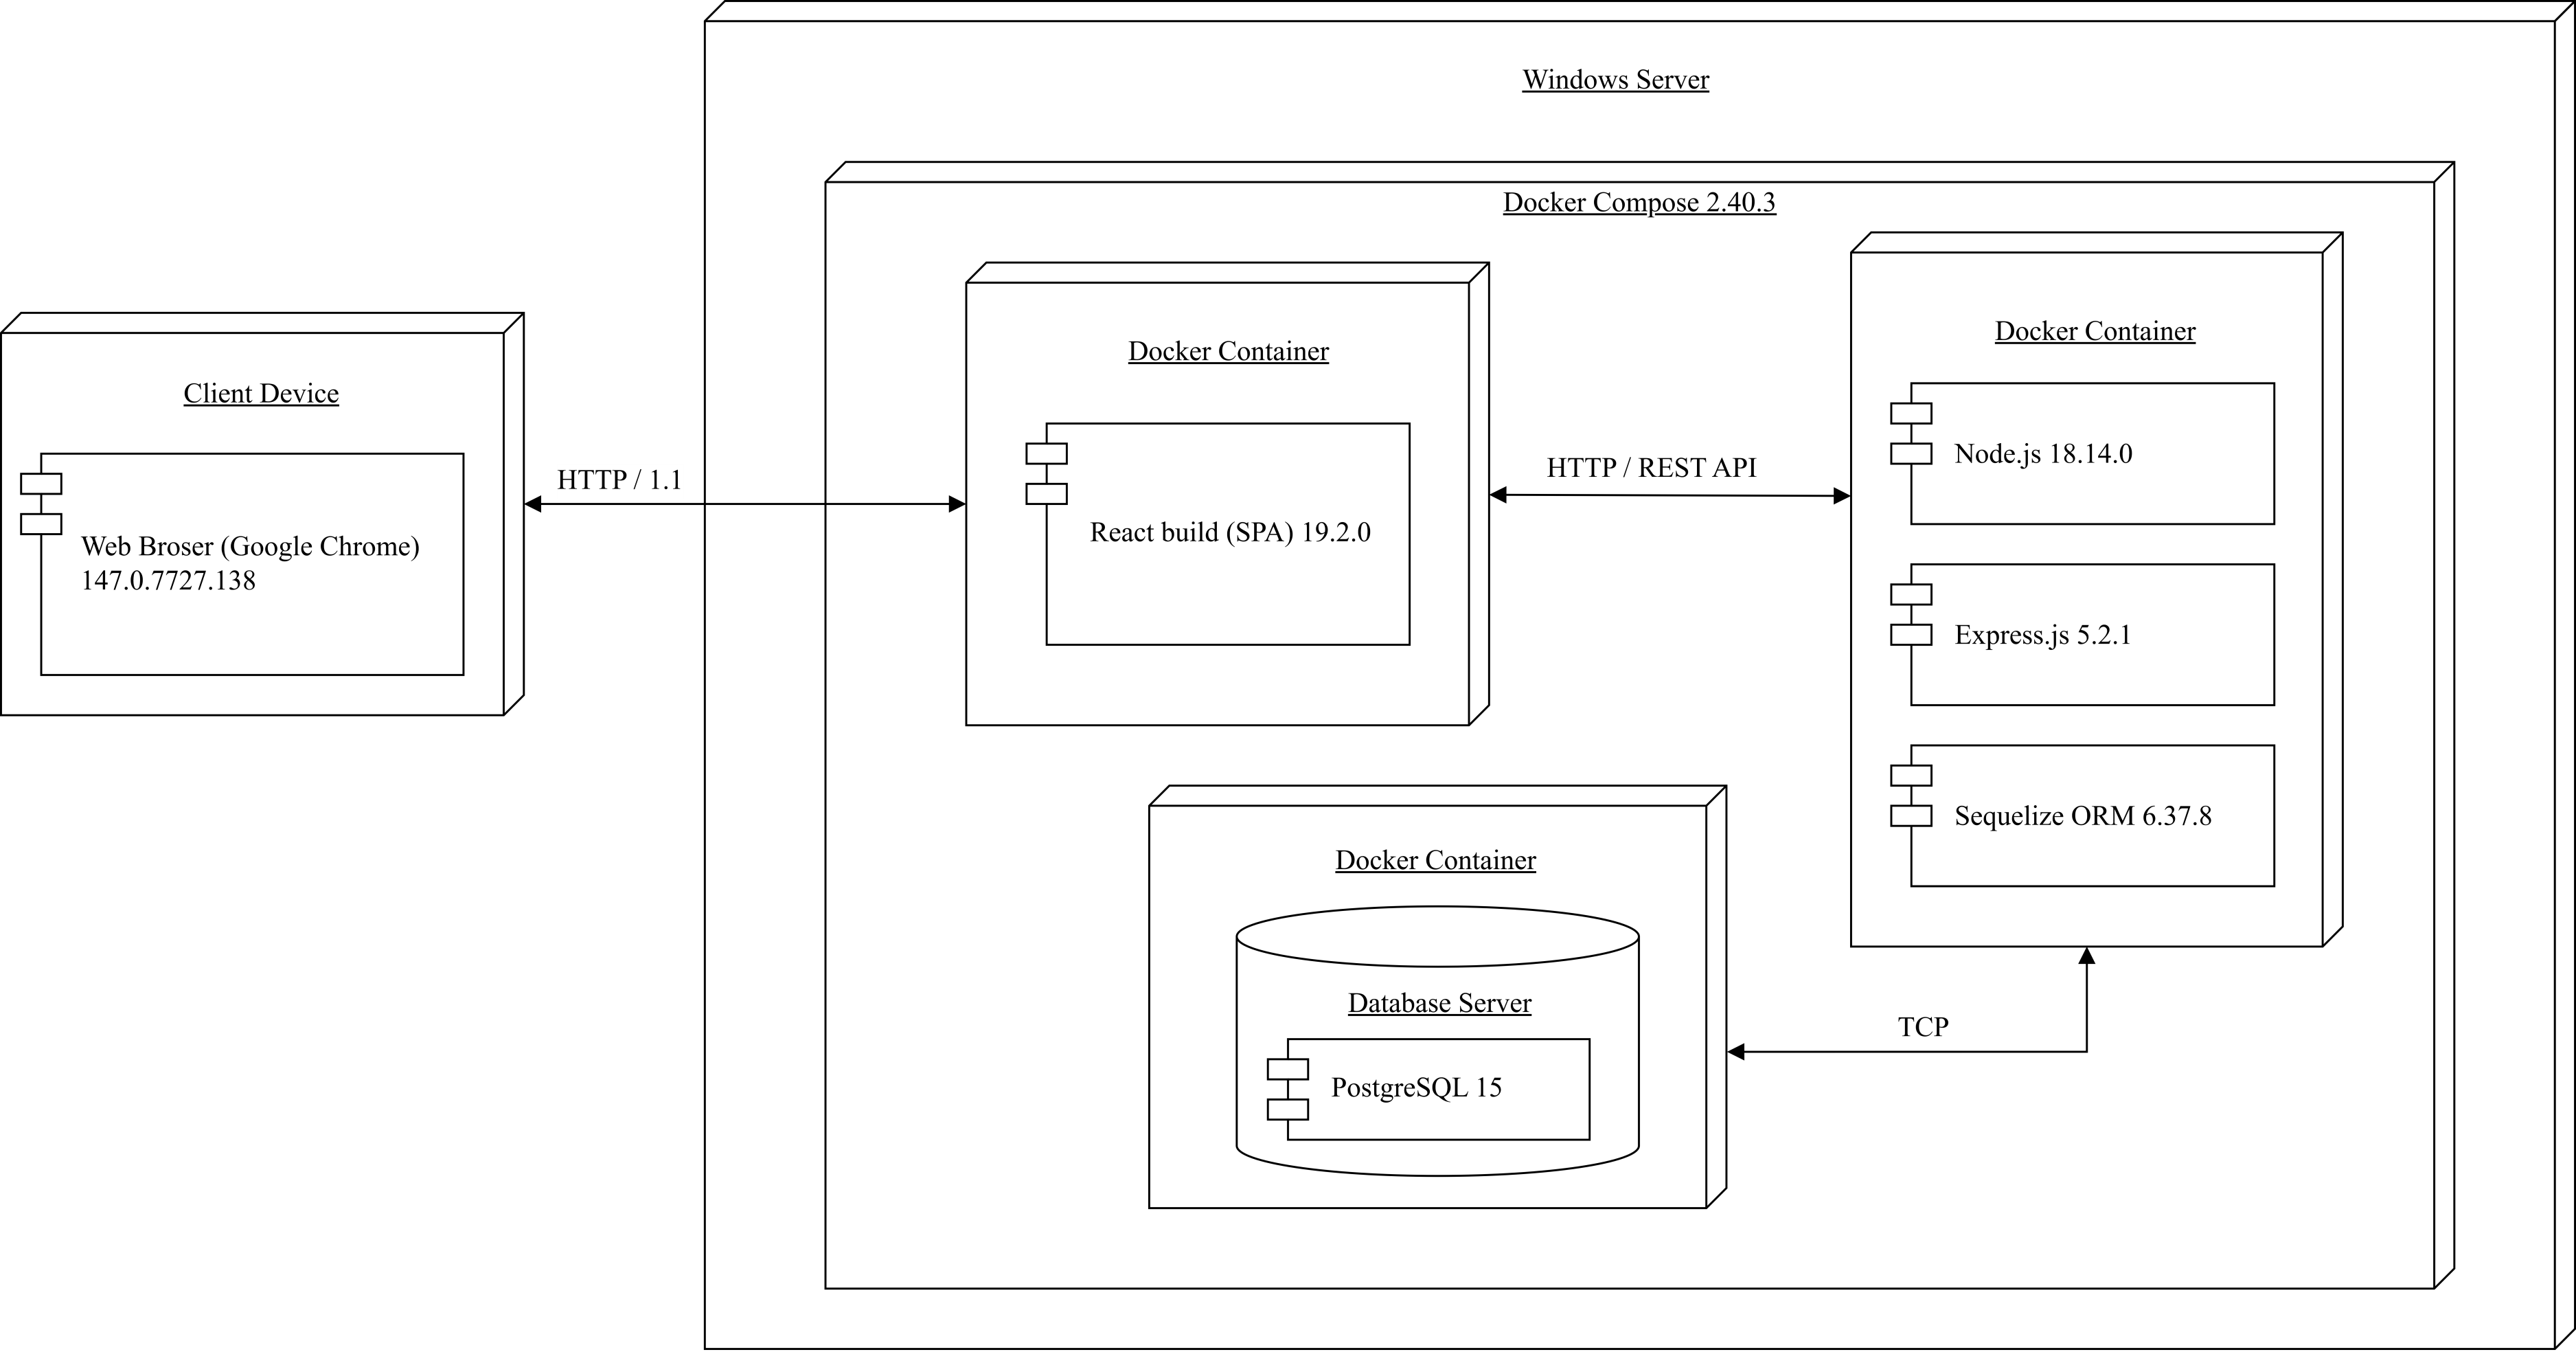 Windows Server
Docker Compose 2.40.3
Client Device
Web Broser (Google Chrome)
147.0.7727.138
HTTP / 1.1
Docker Container
React build (SPA) 19.2.0
HTTP / REST API
Docker Container
Node.js 18.14.0
Express.js 5.2.1
Sequelize ORM 6.37.8
Docker Container
Database Server
PostgreSQL 15
TCP